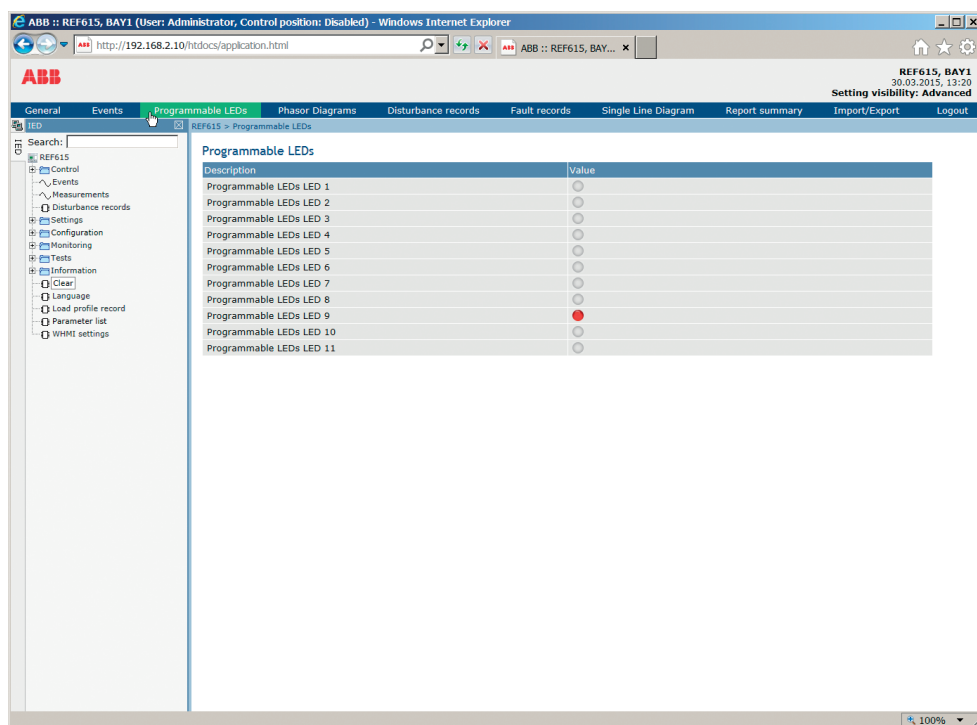 ABB :: REF615, BAY1 (User: Administrator, Control position: Disabled) - Windows Internet Explorer
ABB http://192.168.2.10/htdocs/application.html
ABB ABB :: REF615, BAY... ×
ABB
REF615, BAY1
30.03.2015, 13:20
Setting visibility: Advanced
General Events Programmable LEDs Phasor Diagrams Disturbance records Fault records Single Line Diagram Report summary Import/Export Logout
IED
REF615 > Programmable LEDs
IED
Search:
REF615
Control
Events
Measurements
Disturbance records
Settings
Configuration
Monitoring
Tests
Information
Clear
Language
Load profile record
Parameter list
WHMI settings
Programmable LEDs
Description Value
Programmable LEDs LED 1
Programmable LEDs LED 2
Programmable LEDs LED 3
Programmable LEDs LED 4
Programmable LEDs LED 5
Programmable LEDs LED 6
Programmable LEDs LED 7
Programmable LEDs LED 8
Programmable LEDs LED 9
Programmable LEDs LED 10
Programmable LEDs LED 11
100%